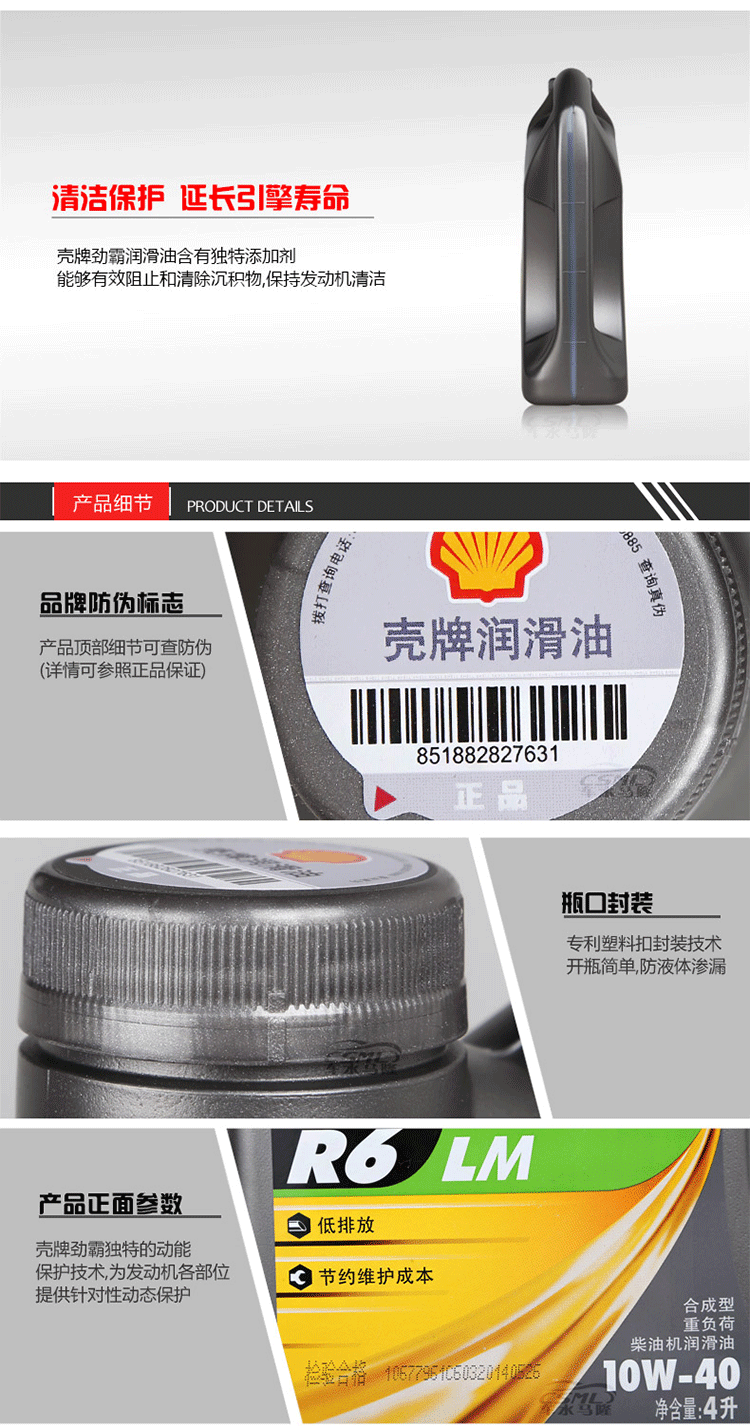 清洁保护 延长引擎寿命
壳牌劲霸润滑油含有独特添加剂
能够有效阻止和清除沉积物,保持发动机清洁
产品细节
PRODUCT DETAILS
品牌防伪标志
产品顶部细节可查防伪
(详情可参照正品保证)
拨打查询电话:
0885 查询真伪
壳牌润滑油
851882827631
正品
CSML
车永马隆
瓶口封装
专利塑料扣封装技术
开瓶简单,防液体渗漏
产品正面参数
壳牌劲霸独特的动能
保护技术,为发动机各部位
提供针对性动态保护
R6 LM
低排放
节约维护成本
合成型
重负荷
柴油机润滑油
10W-40
净含量:4升
检验合格